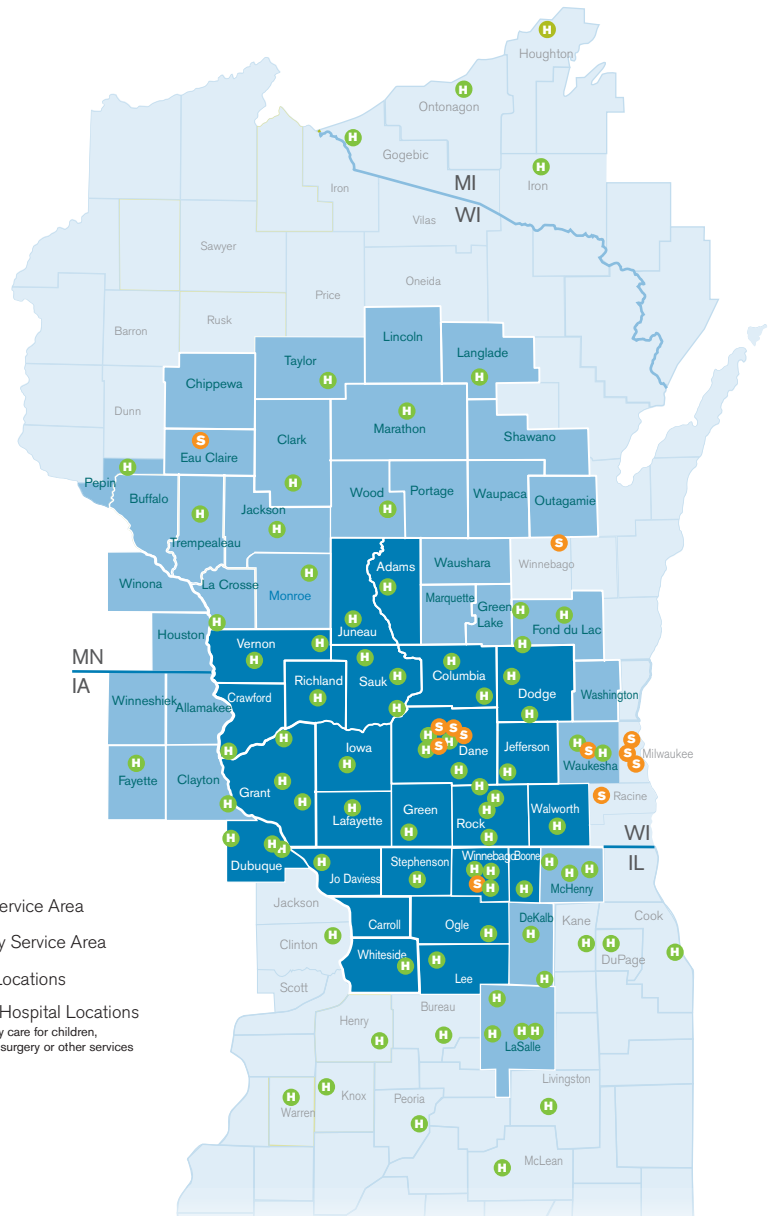 H
Houghton
H
Ontonagon
H
Gogebic
H
Iron
Iron
MI
WI
Vilas
Sawyer
Oneida
Price
Rusk
Barron
Lincoln
Taylor
H
Langlade
H
Chippewa
Dunn
H
Marathon
Clark
H
S
Eau Claire
Shawano
H
Pepin
Buffalo
Wood
H
Portage
Waupaca
Outagamie
H
Trempealeau
Jackson
H
S
Winnebago
Adams
H
Waushara
Winona
La Crosse
H
Monroe
Marquette
Green
Lake
H
H
Fond du Lac
H
Houston
H
Juneau
H
Vernon
H
H
MN
IA
H
Sauk
H
H
H
Columbia
H
H
Dodge
H
Washington
Richland
H
Crawford
Winneshiek
Allamakee
H
H
Iowa
H
S
S
S
S
H
H
H
Dane
H
Jefferson
H
H
S
H
Waukesha
S
S
S
Milwaukee
H
Fayette
Clayton
H
Grant
H
H
Lafayette
H
Green
H
H
H
H
Rock
H
Walworth
H
S
Racine
WI
IL
H
H
H
Dubuque
H
Jo Daviess
Stephenson
H
Winnebago
H
H
S
H
Boone
H
H
H
H
McHenry
Jackson
Carroll
Ogle
H
DeKalb
H
Kane
H
H
DuPage
Cook
H
Clinton
H
Whiteside
H
H
Lee
H
Scott
ervice Area
y Service Area
Locations
Hospital Locations
y care for children,
surgery or other services
Henry
H
Bureau
H
H
H
H
H
LaSalle
Livingston
H
H
Warren
H
Knox
Peoria
H
H
McLean